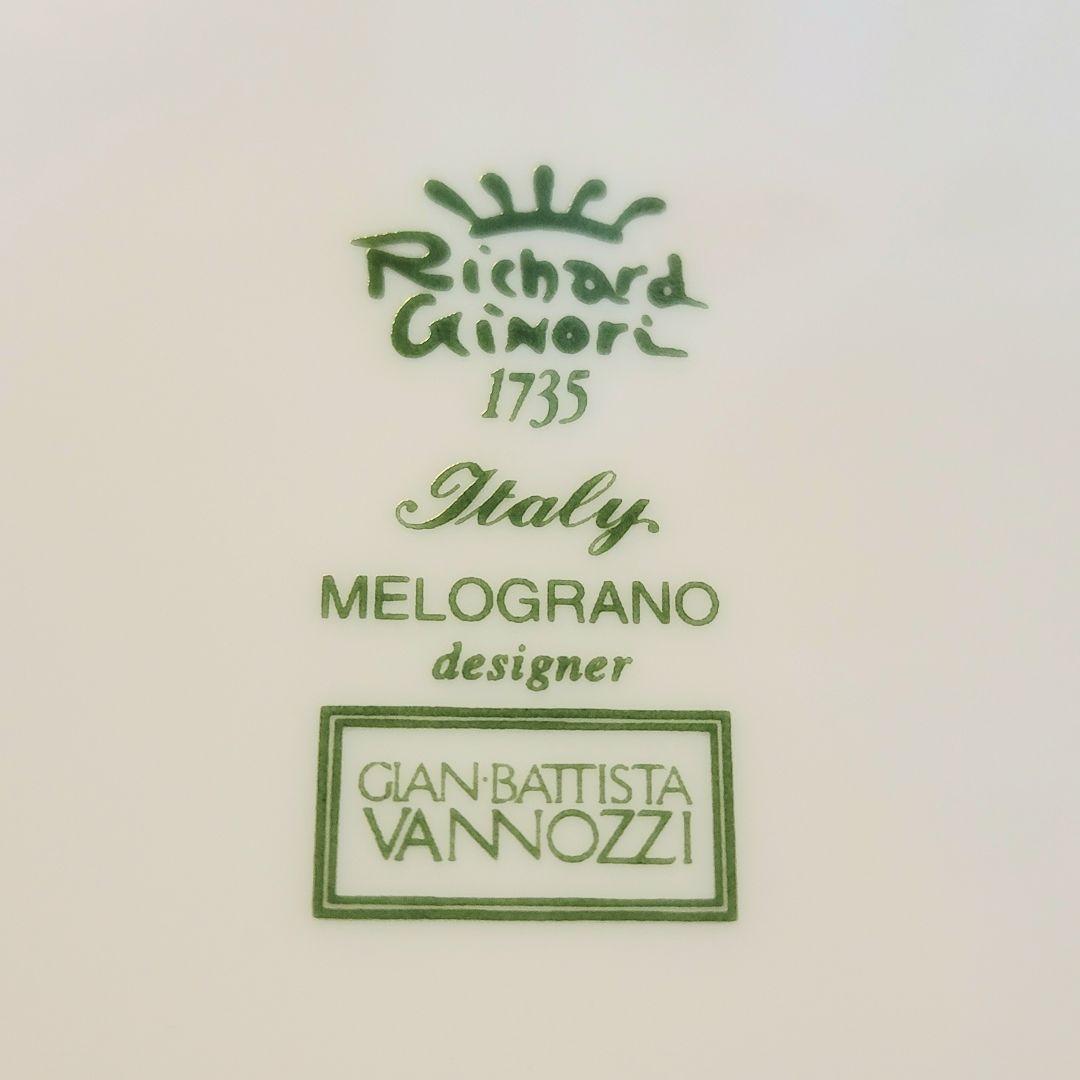 Richard
Ginori
1735
Italy
MELOGRANO
designer
GIAN·BATTISTA
VANNOZZI